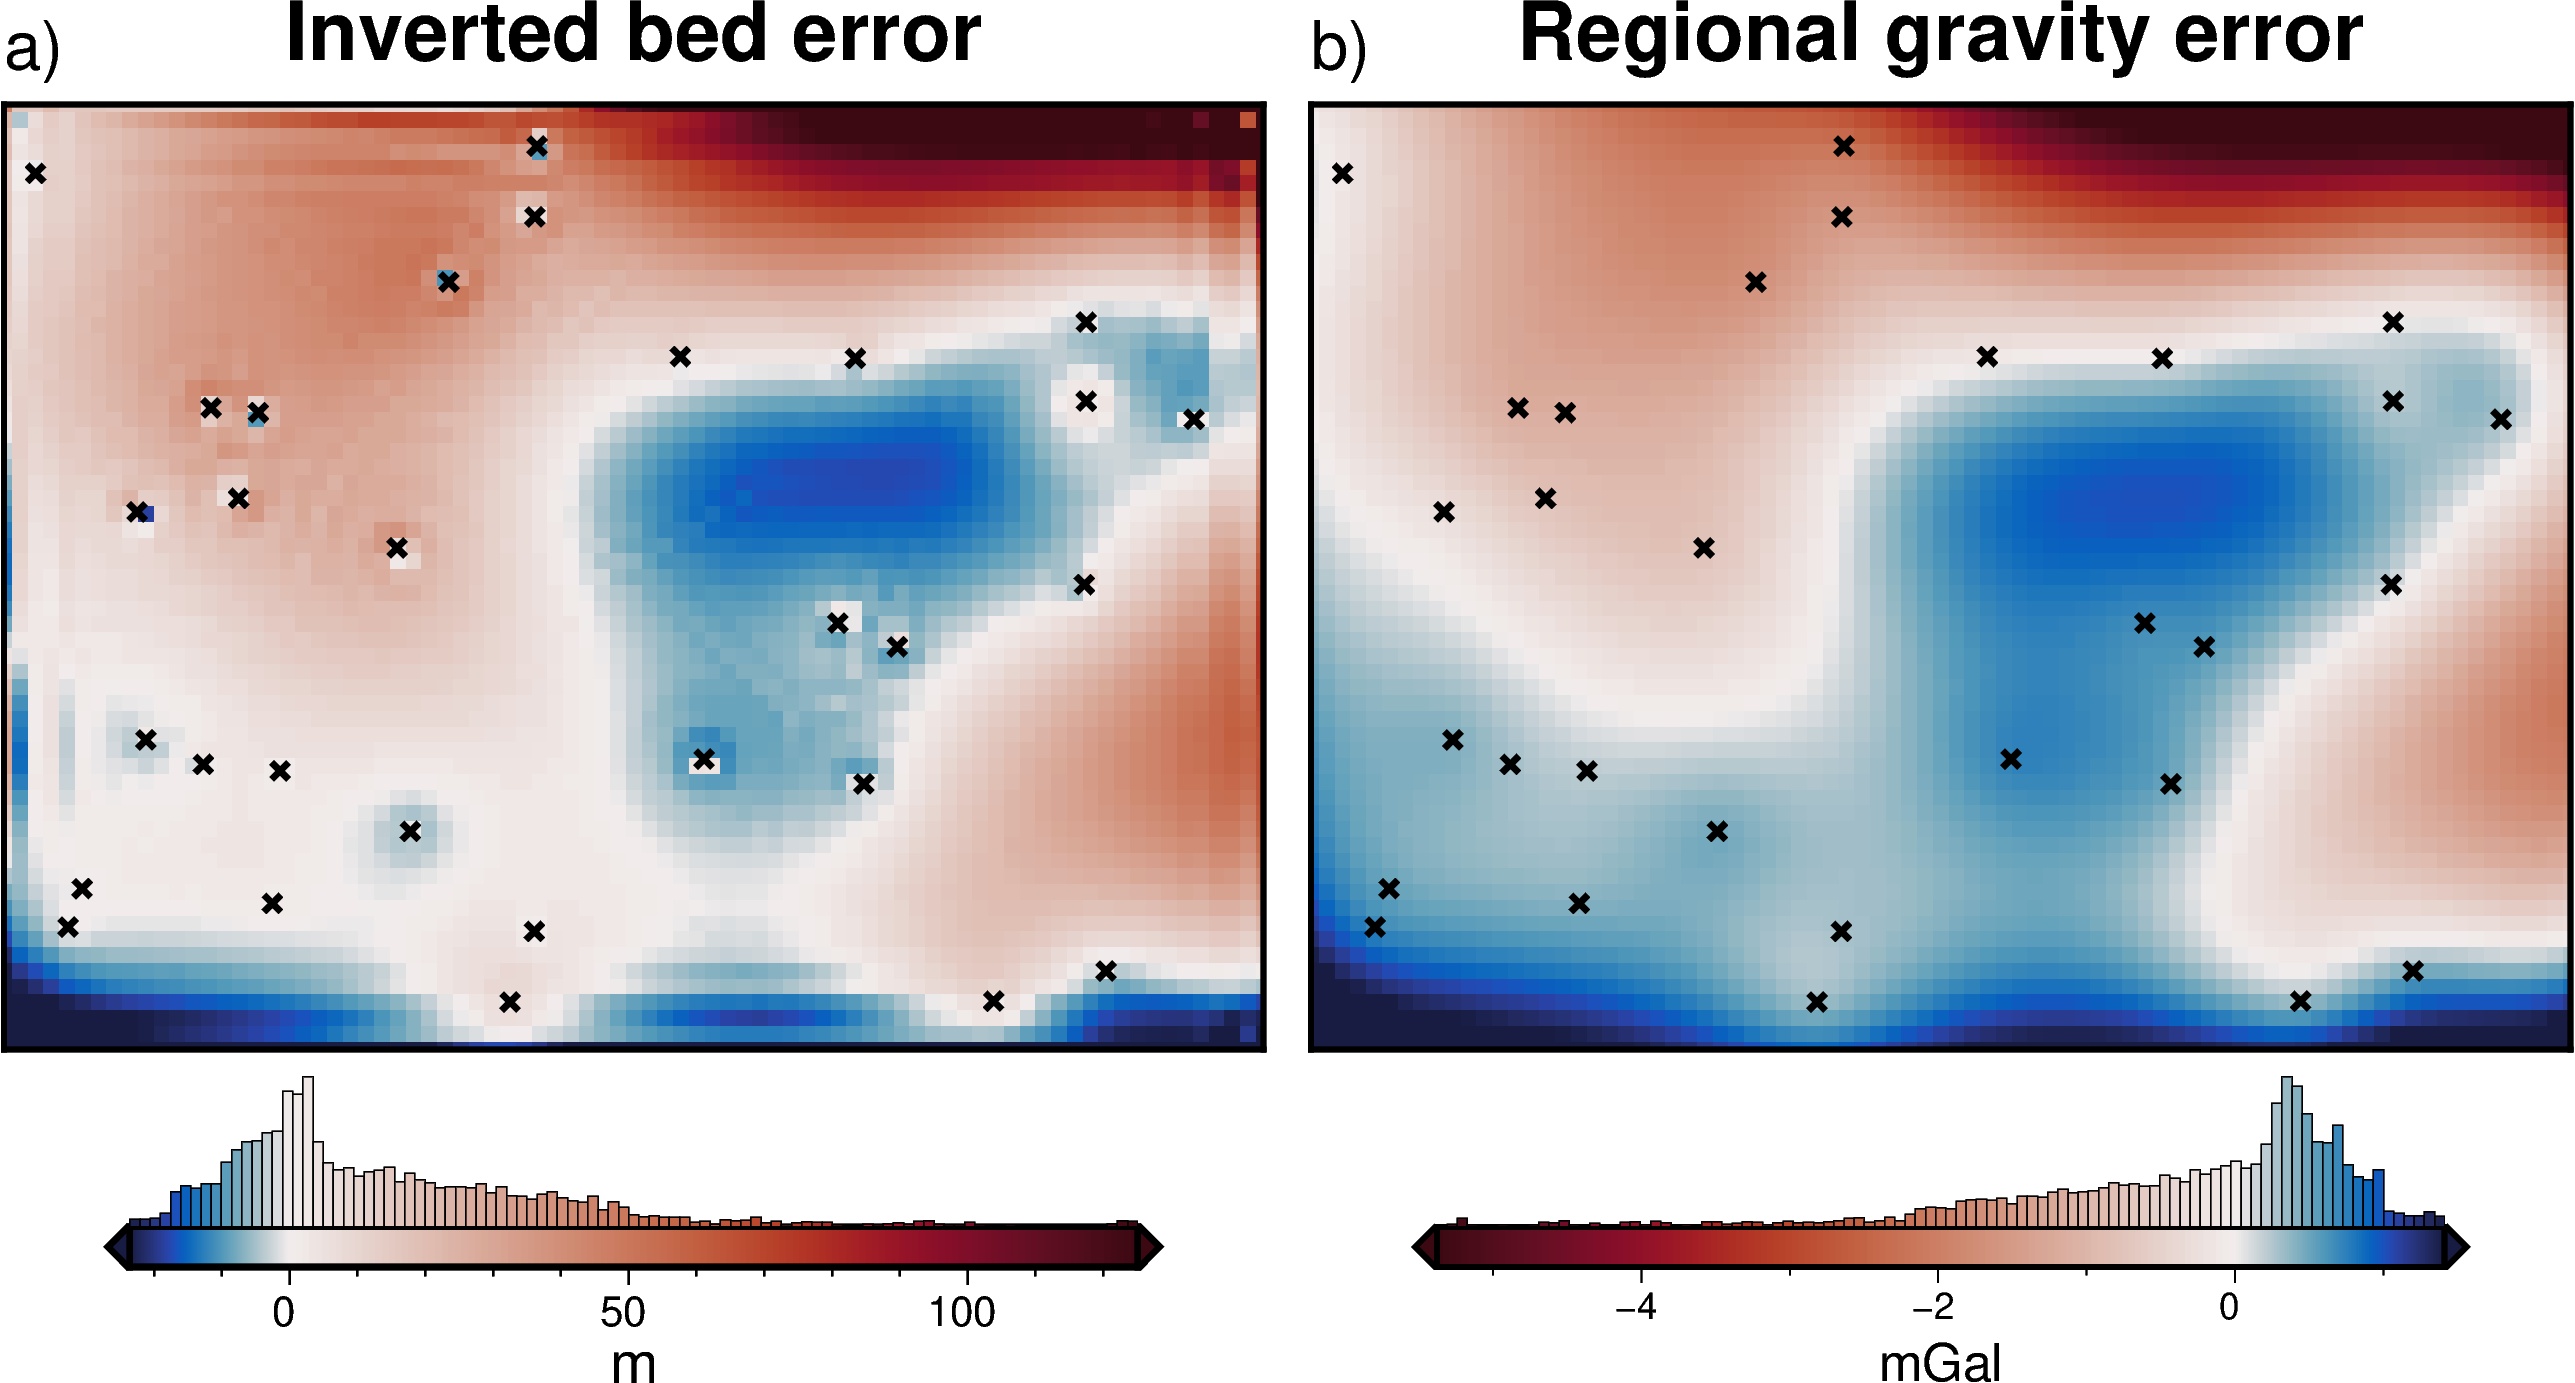 a) Inverted bed error
b) Regional gravity error
0 50 100
m
−4 −2 0
mGal